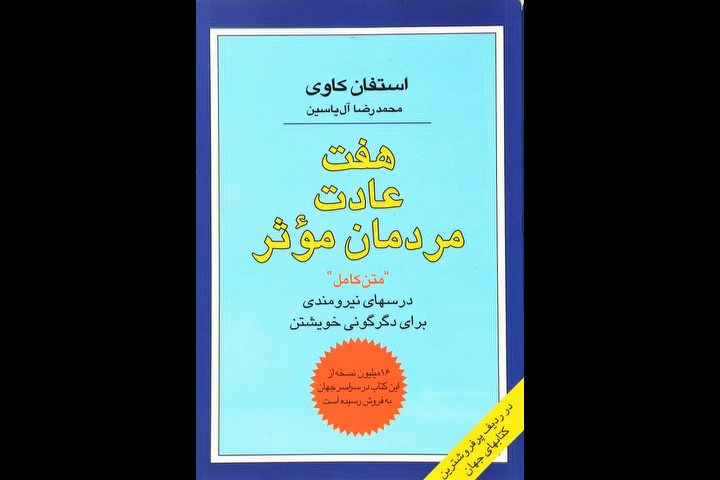 استفان کاوی
محمدرضا آل‌یاسین
هفت
عادت
مردمان مؤثر
"متن کامل"
درسهای نیرومندی
برای دگرگونی خویشتن
۱۶ میلیون نسخه از
این کتاب در سراسر جهان
به فروش رسیده است
در ردیف پرفروشترین
کتابهای جهان